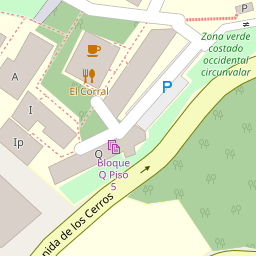 P
Zona verde
costado
occidental
circunvalar
A
El Corral
P
I
Ip
Q
Bloque
Q Piso
5
nida de los Cerros